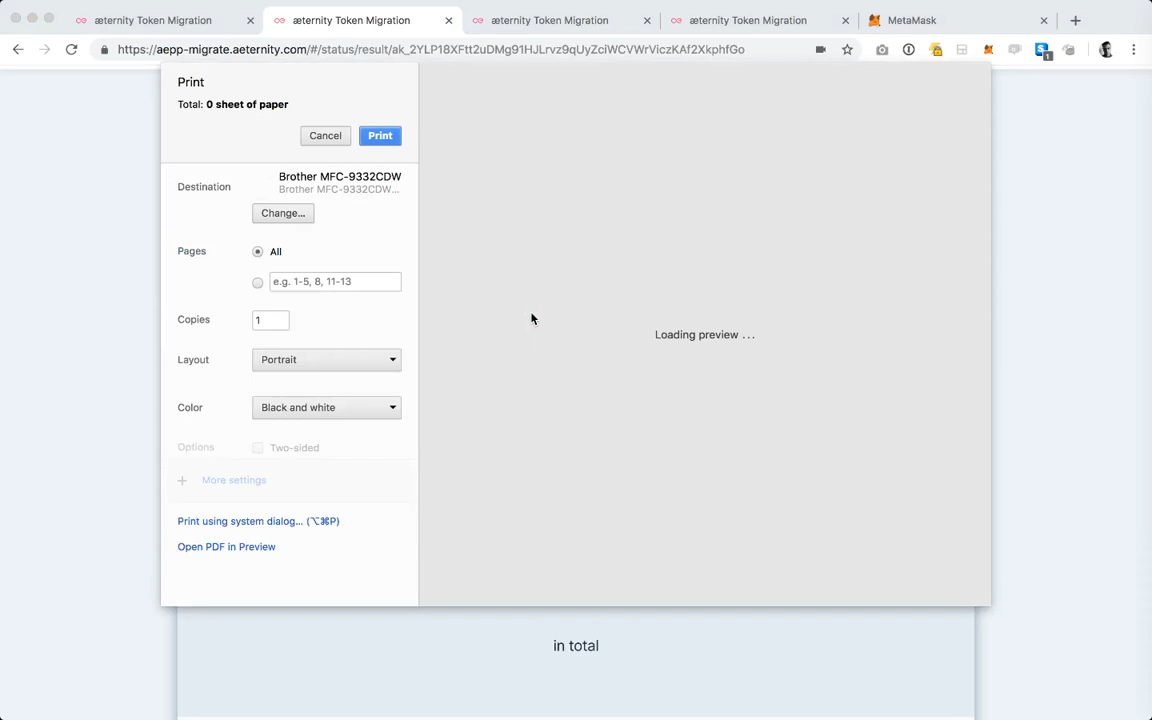 æternity Token Migration
æternity Token Migration
æternity Token Migration
æternity Token Migration
MetaMask
https://aepp-migrate.aeternity.com/#/status/result/ak_2YLP18XFtt2uDMg91HJLrvz9qUyZciWCVWrViczKAf2XkphfGo
1
Print
Total: 0 sheet of paper
Cancel
Print
Destination
Brother MFC-9332CDW
Brother MFC-9332CDW...
Change...
Pages
All
e.g. 1-5, 8, 11-13
Copies
1
Layout
Portrait
Color
Black and white
Options
Two-sided
+ More settings
Print using system dialog... (⌥⌘P)
Open PDF in Preview
Loading preview ...
in total